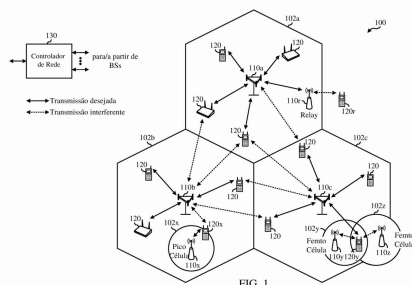 130
Controlador
de Rede
para/a partir de
BSs
Transmissão desejada
Transmissão interferente
102a
100
120
120
110a
120
120
110r
Relay
120r
120
102b
120
102c
120
120
110b
120
120
110c
120
102x
120
120x
120
Pico
Célula
110x
102y
102z
Femto
Célula
110y
120y
110z
Femto
Célula
FIG. 1